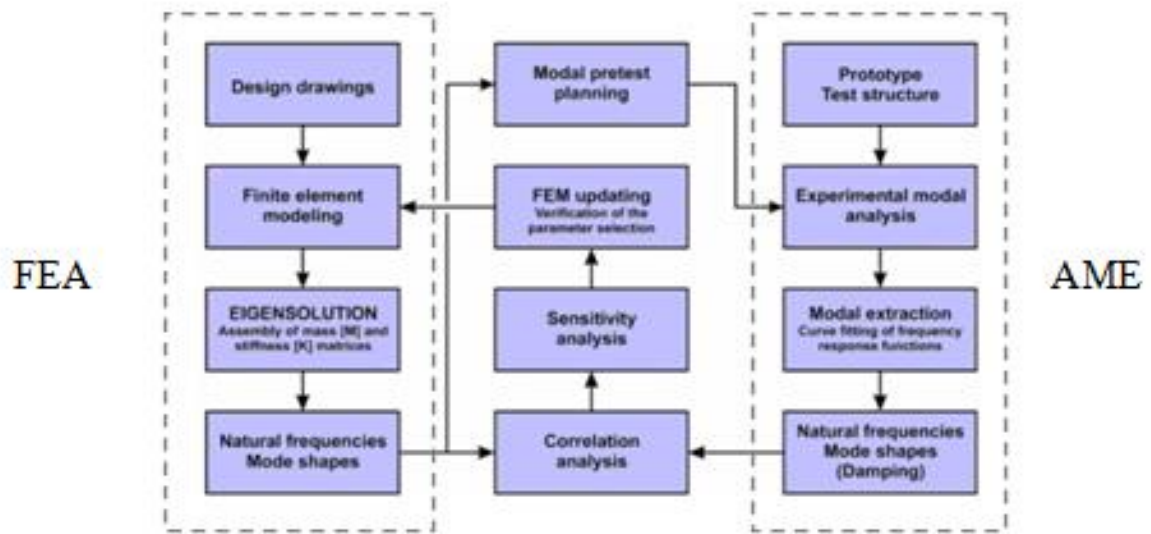 FEA
Design drawings
Finite element
modeling
EIGENSOLUTION
Assembly of mass [M] and
stiffness [K] matrices
Natural frequencies
Mode shapes
Modal pretest
planning
FEM updating
Verification of the
parameter selection
Sensitivity
analysis
Correlation
analysis
Prototype
Test structure
Experimental modal
analysis
Modal extraction
Curve fitting of frequency
response functions
Natural frequencies
Mode shapes
(Damping)
AME